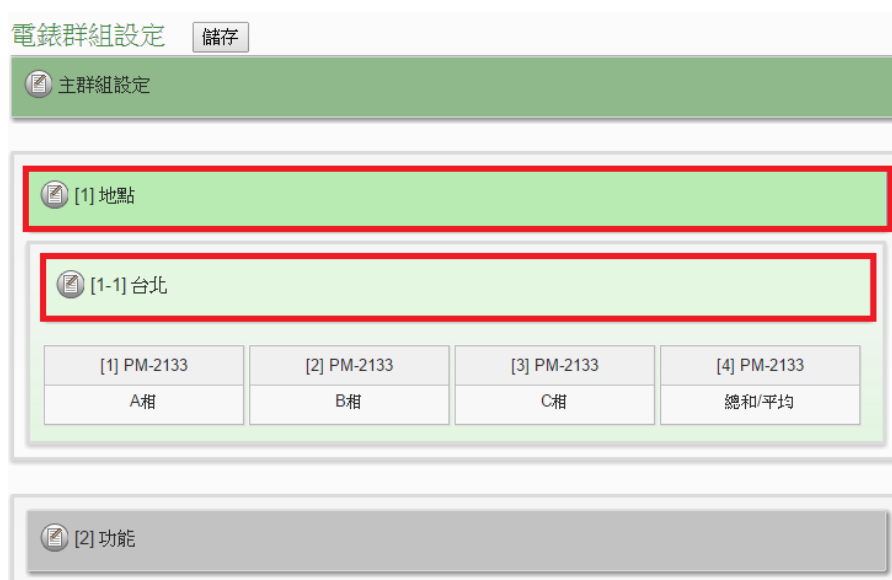 電錶群組設定 儲存
主群組設定
[1] 地點
[1-1] 台北
[1] PM-2133 [2] PM-2133 [3] PM-2133 [4] PM-2133
A相 B相 C相 總和/平均
[2] 功能